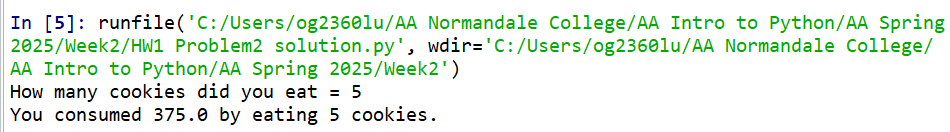 In [5]: runfile('C:/Users/og2360lu/AA Normandale College/AA Intro to Python/AA Spring
2025/Week2/HW1 Problem2 solution.py', wdir='C:/Users/og2360lu/AA Normandale College/
AA Intro to Python/AA Spring 2025/Week2')
How many cookies did you eat = 5
You consumed 375.0 by eating 5 cookies.